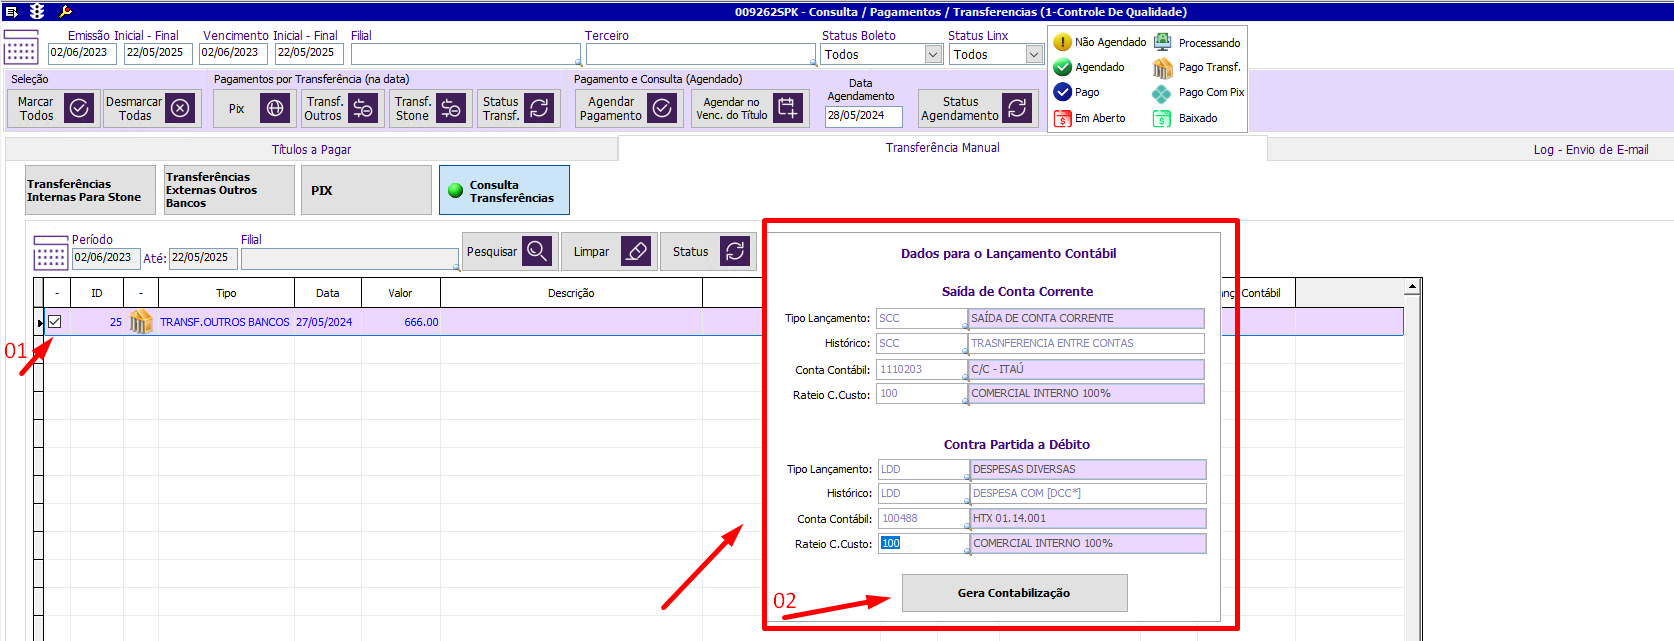 009262SPK - Consulta / Pagamentos / Transferencias (1-Controle De Qualidade)
Emissão Inicial - Final Vencimento Inicial - Final Filial Terceiro Status Boleto Status Linx
02/06/2023 22/05/2025 02/06/2023 22/05/2025 Todos Todos
Não Agendado Processando
Agendado Pago Transf.
Pago Pago Com Pix
Em Aberto Baixado
Seleção Pagamentos por Transferência (na data) Pagamento e Consulta (Agendado) Data Agendamento
Marcar Todos Desmarcar Todas Pix Transf. Outros Transf. Stone Status Transf. Agendar Pagamento Agendar no Venc. do Título 28/05/2024 Status Agendamento
Títulos a Pagar Transferência Manual Log - Envio de E-mail
Transferências Internas Para Stone Transferências Externas Outros Bancos PIX Consulta Transferências
Período Filial
02/06/2023 Até: 22/05/2025 Pesquisar Limpar Status
- ID - Tipo Data Valor Descrição Contábil
25 TRANSF.OUTROS BANCOS 27/05/2024 666.00
01
Dados para o Lançamento Contábil
Saída de Conta Corrente
Tipo Lançamento: SCC SAÍDA DE CONTA CORRENTE
Histórico: SCC TRASNFERENCIA ENTRE CONTAS
Conta Contábil: 1110203 C/C - ITAÚ
Rateio C.Custo: 100 COMERCIAL INTERNO 100%
Contra Partida a Débito
Tipo Lançamento: LDD DESPESAS DIVERSAS
Histórico: LDD DESPESA COM [DCC*]
Conta Contábil: 100488 HTX 01.14.001
Rateio C.Custo: 100 COMERCIAL INTERNO 100%
02
Gera Contabilização